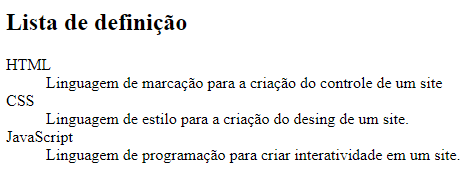 Lista de definição
HTML
Linguagem de marcação para a criação do controle de um site
CSS
Linguagem de estilo para a criação do desing de um site.
JavaScript
Linguagem de programação para criar interatividade em um site.